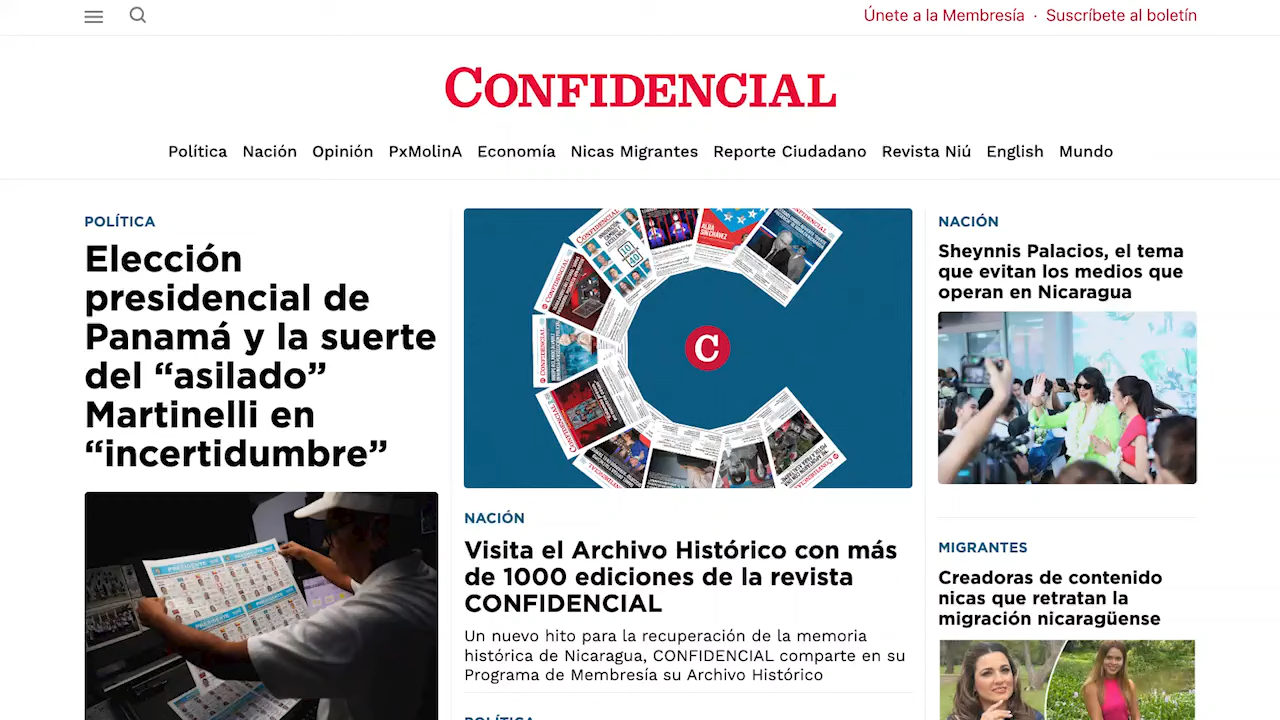 Únete a la Membresía · Suscríbete al boletín
CONFIDENCIAL
Política Nación Opinión PxMolinA Economía Nicas Migrantes Reporte Ciudadano Revista Niú English Mundo
POLÍTICA
Elección
presidencial de
Panamá y la suerte
del “asilado”
Martinelli en
“incertidumbre”
C
NACIÓN
Visita el Archivo Histórico con más
de 1000 ediciones de la revista
CONFIDENCIAL
Un nuevo hito para la recuperación de la memoria
histórica de Nicaragua, CONFIDENCIAL comparte en su
Programa de Membresía su Archivo Histórico
POLÍTICA
NACIÓN
Sheynnis Palacios, el tema
que evitan los medios que
operan en Nicaragua
MIGRANTES
Creadoras de contenido
nicas que retratan la
migración nicaragüense